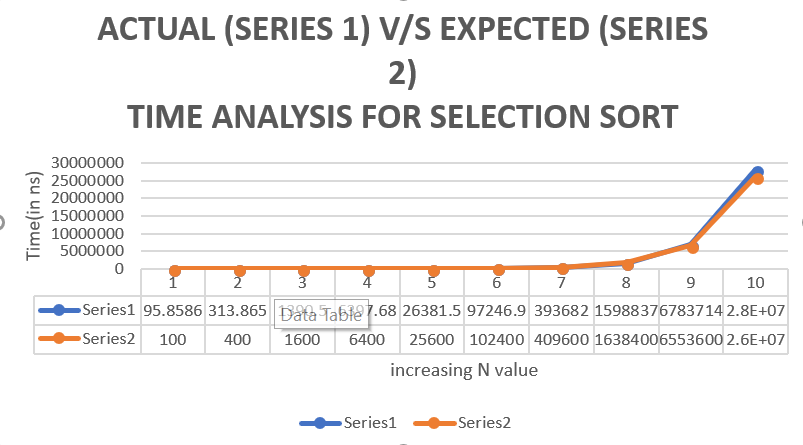 ACTUAL (SERIES 1) V/S EXPECTED (SERIES
2)
TIME ANALYSIS FOR SELECTION SORT
Time(in ns)
30000000
25000000
20000000
15000000
10000000
5000000
0
1 2 3 4 5 6 7 8 9 10
Series1 95.8586 313.865 7.68 26381.5 97246.9 393682 1598837 6783714 2.8E+07
Data Table
Series2 100 400 1600 6400 25600 102400 409600 1638400 6553600 2.6E+07
increasing N value
Series1 Series2